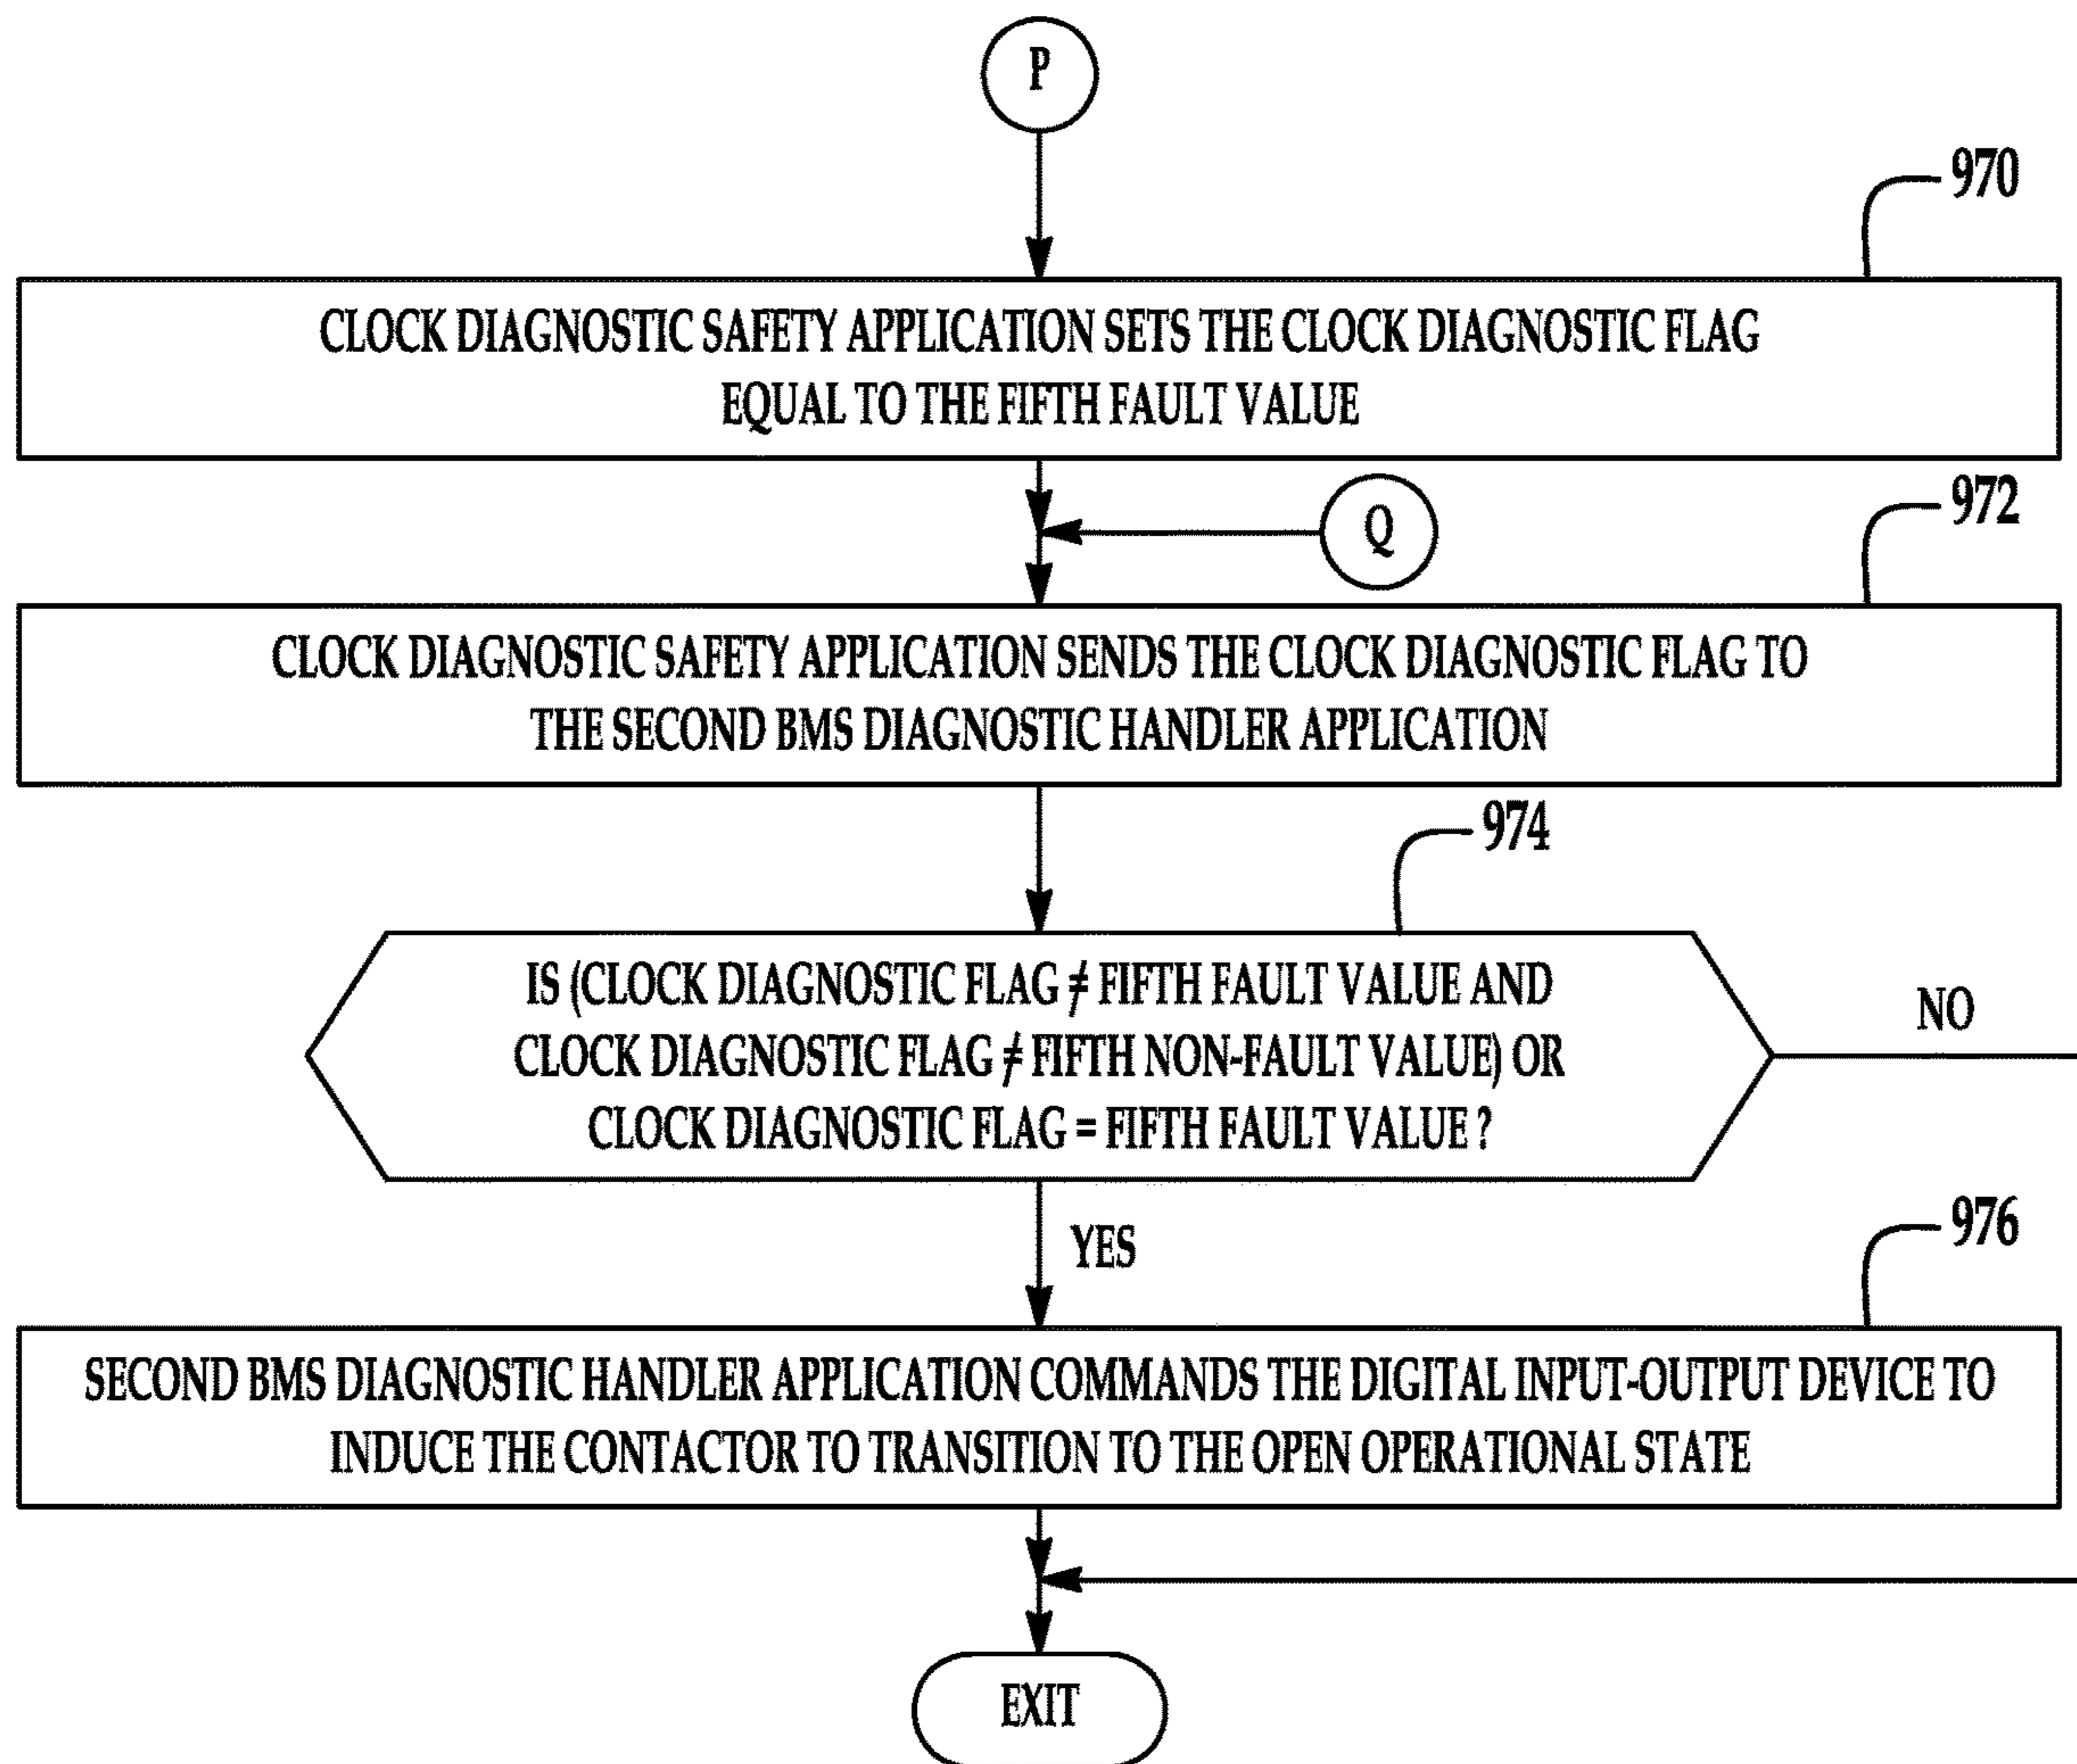 P
970
CLOCK DIAGNOSTIC SAFETY APPLICATION SETS THE CLOCK DIAGNOSTIC FLAG
EQUAL TO THE FIFTH FAULT VALUE
Q
972
CLOCK DIAGNOSTIC SAFETY APPLICATION SENDS THE CLOCK DIAGNOSTIC FLAG TO
THE SECOND BMS DIAGNOSTIC HANDLER APPLICATION
974
IS (CLOCK DIAGNOSTIC FLAG ≠ FIFTH FAULT VALUE AND
CLOCK DIAGNOSTIC FLAG ≠ FIFTH NON-FAULT VALUE) OR
CLOCK DIAGNOSTIC FLAG = FIFTH FAULT VALUE ?
NO
YES
976
SECOND BMS DIAGNOSTIC HANDLER APPLICATION COMMANDS THE DIGITAL INPUT-OUTPUT DEVICE TO
INDUCE THE CONTACTOR TO TRANSITION TO THE OPEN OPERATIONAL STATE
EXIT